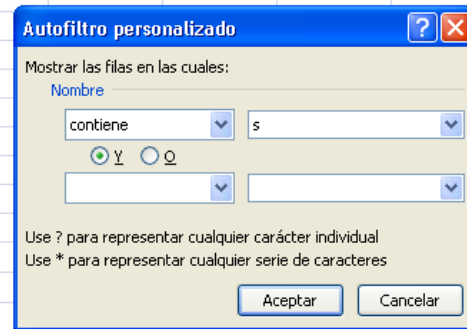 Autofiltro personalizado
Mostrar las filas en las cuales:
Nombre
contiene s
Y O
Use ? para representar cualquier carácter individual
Use * para representar cualquier serie de caracteres
Aceptar Cancelar